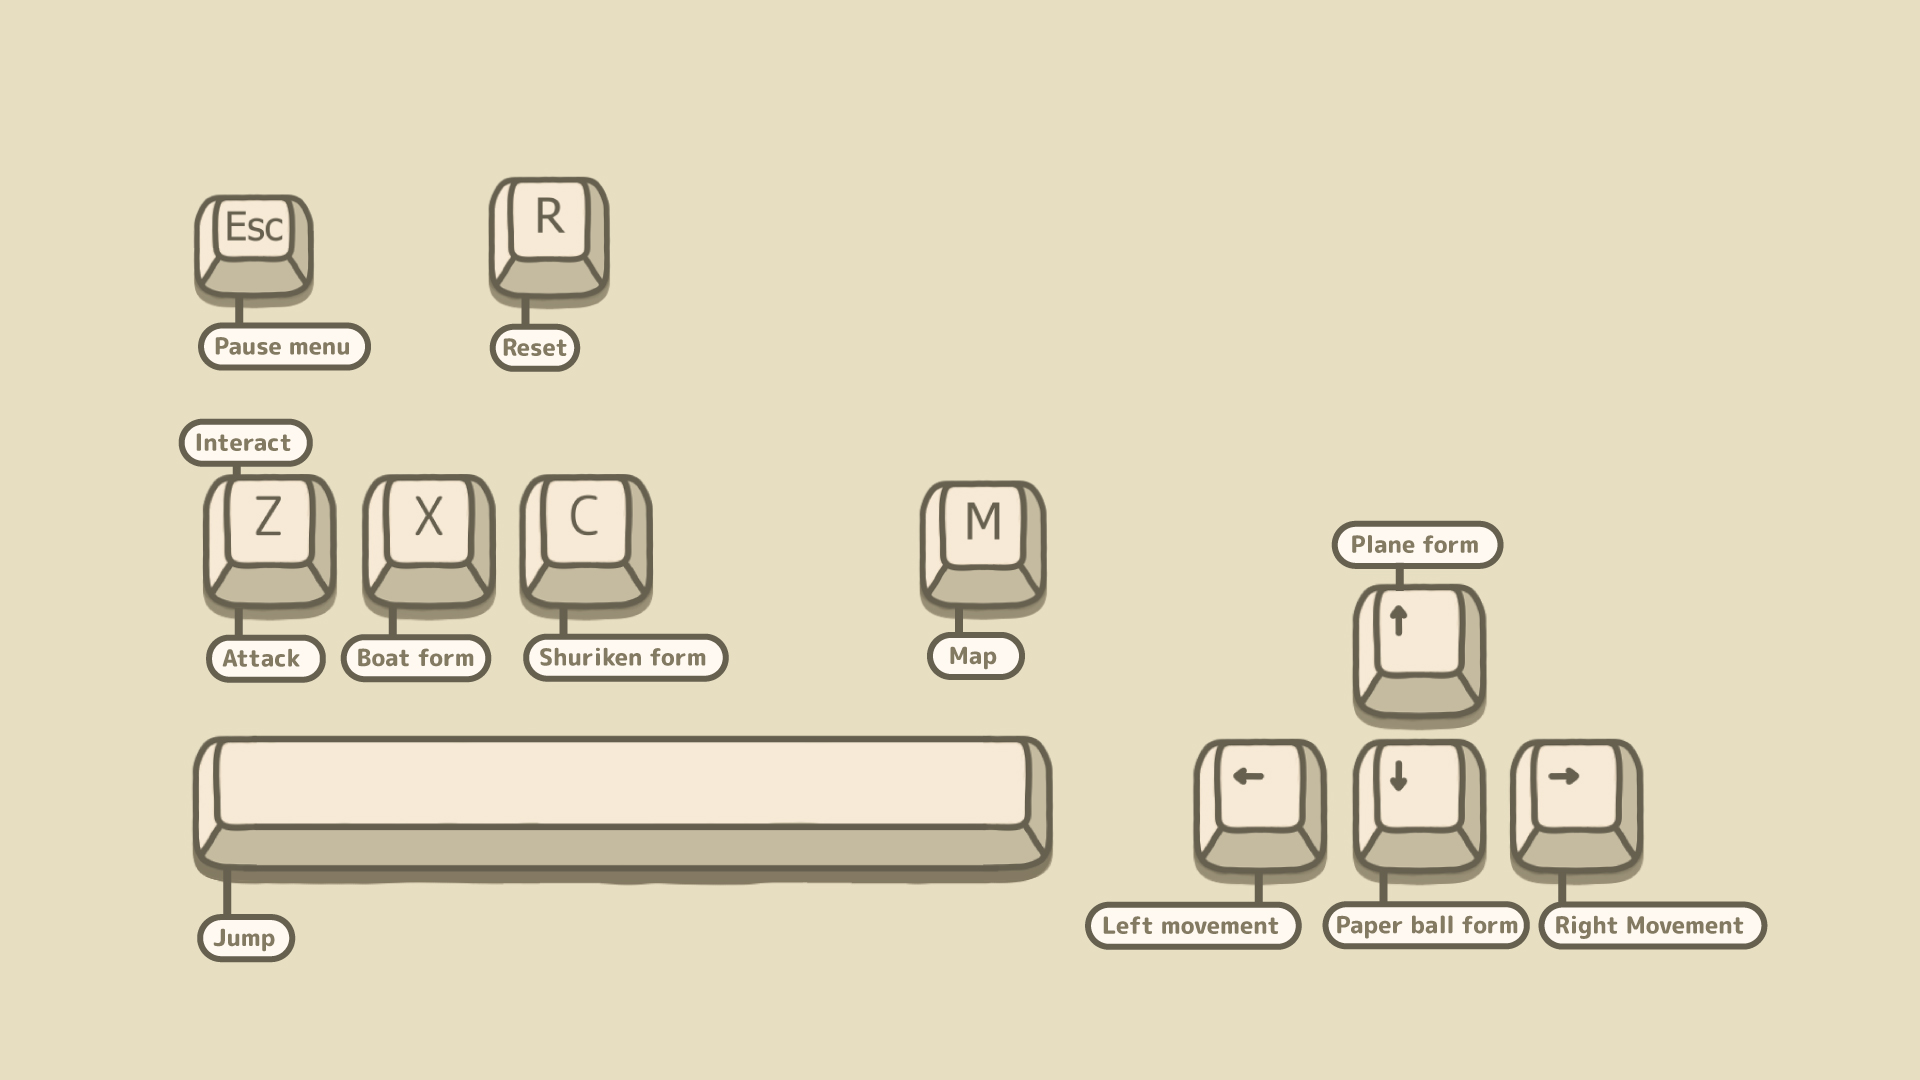 Esc
R
Pause menu
Reset
Interact
Z
X
C
M
Attack
Boat form
Shuriken form
Map
Plane form
↑
←
↓
→
Jump
Left movement
Paper ball form
Right Movement